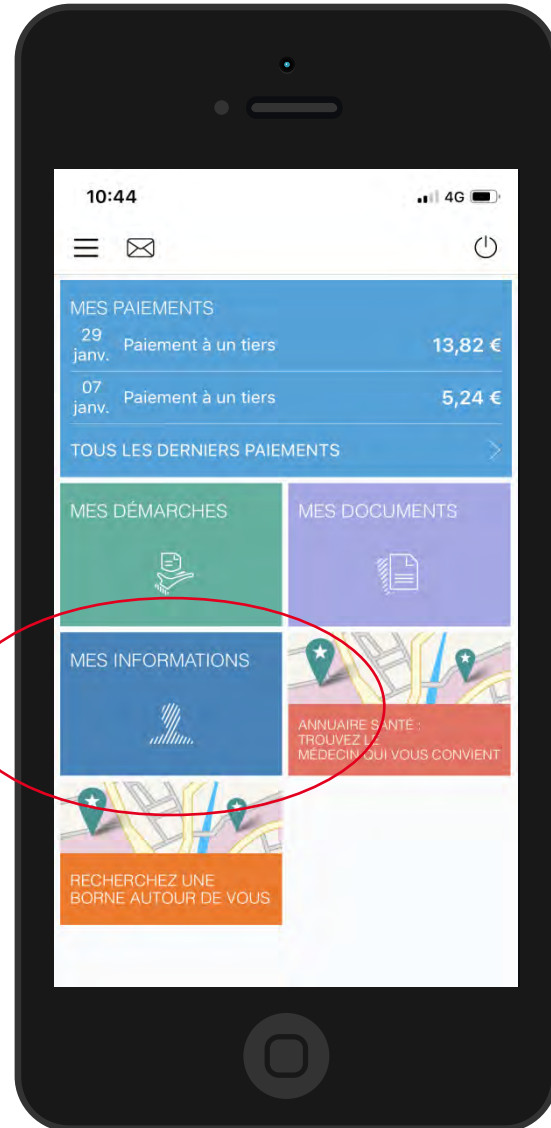 10:44
4G
MES PAIEMENTS
29 janv. Paiement à un tiers 13,82 €
07 janv. Paiement à un tiers 5,24 €
TOUS LES DERNIERS PAIEMENTS
MES DÉMARCHES
MES DOCUMENTS
MES INFORMATIONS
ANNUAIRE SANTÉ :
TROUVEZ LE
MÉDECIN QUI VOUS CONVIENT
RECHERCHEZ UNE
BORNE AUTOUR DE VOUS